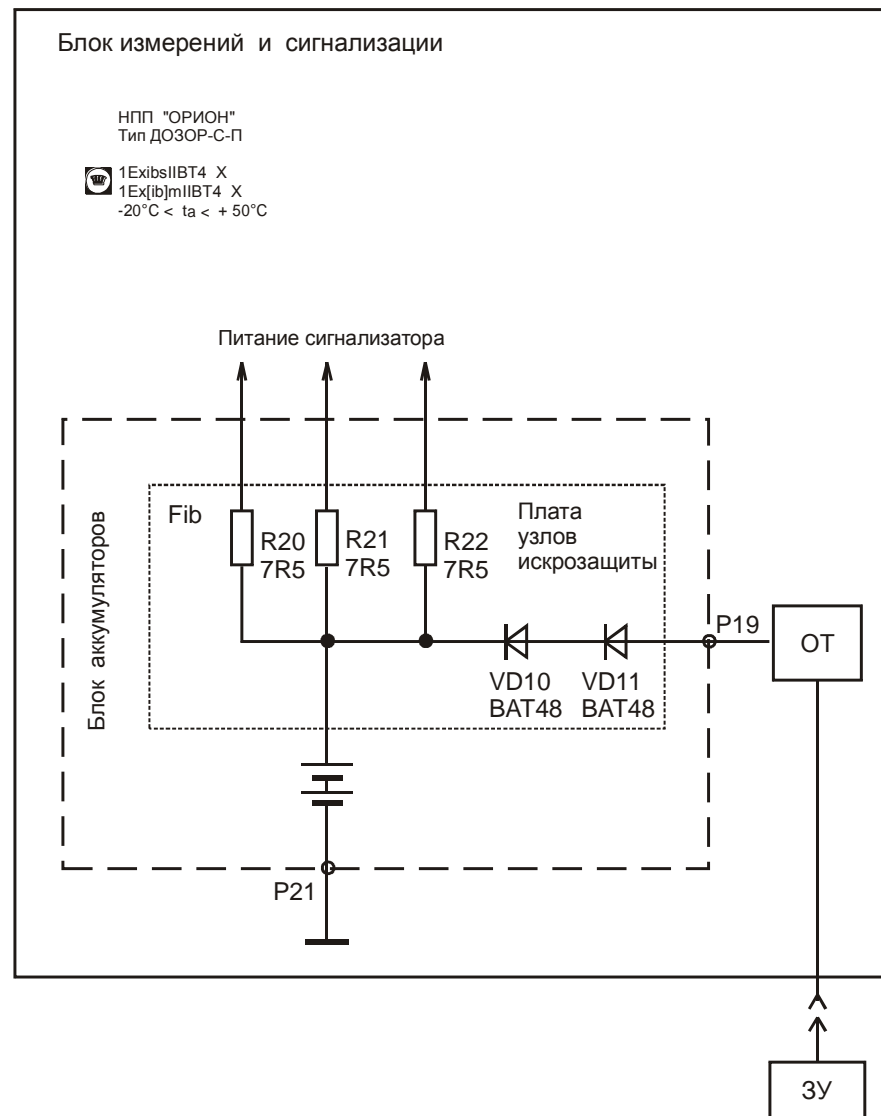 Блок измерений и сигнализации
НПП "ОРИОН"
Тип ДОЗОР-С-П
1ExibsIIBT4 X
1Ex[ib]mIIBT4 X
-20°C < ta < + 50°C
Питание сигнализатора
Блок аккумуляторов
Fib
R20
7R5
R21
7R5
R22
7R5
Плата
узлов
искрозащиты
VD10
BAT48
VD11
BAT48
P19
ОТ
P21
ЗУ